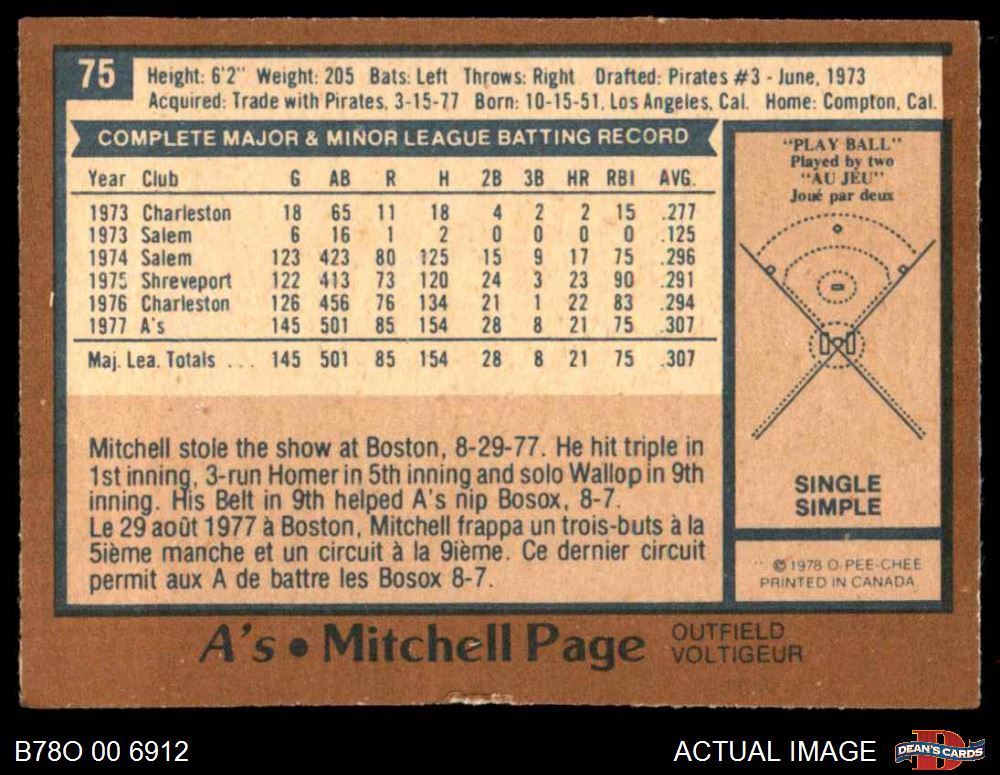 75
Height: 6'2" Weight: 205 Bats: Left Throws: Right Drafted: Pirates #3 - June, 1973
Acquired: Trade with Pirates, 3-15-77 Born: 10-15-51, Los Angeles, Cal. Home: Compton, Cal.
COMPLETE MAJOR & MINOR LEAGUE BATTING RECORD
Year Club G AB R H 2B 3B HR RBI AVG.
1973 Charleston 18 65 11 18 4 2 2 15 .277
1973 Salem 6 16 1 2 0 0 0 0 .125
1974 Salem 123 423 80 125 15 9 17 75 .296
1975 Shreveport 122 413 73 120 24 3 23 90 .291
1976 Charleston 126 456 76 134 21 1 22 83 .294
1977 A's 145 501 85 154 28 8 21 75 .307
Maj. Lea. Totals ... 145 501 85 154 28 8 21 75 .307
Mitchell stole the show at Boston, 8-29-77. He hit triple in
1st inning, 3-run Homer in 5th inning and solo Wallop in 9th
inning. His Belt in 9th helped A's nip Bosox, 8-7.
Le 29 août 1977 à Boston, Mitchell frappa un trois-buts à la
5ième manche et un circuit à la 9ième. Ce dernier circuit
permit aux A de battre les Bosox 8-7.
"PLAY BALL"
Played by two
"AU JEU"
Joué par deux
SINGLE
SIMPLE
© 1978 O-PEE-CHEE
PRINTED IN CANADA
A's • Mitchell Page
OUTFIELD
VOLTIGEUR
B78O 00 6912
ACTUAL IMAGE
DEAN'S CARDS